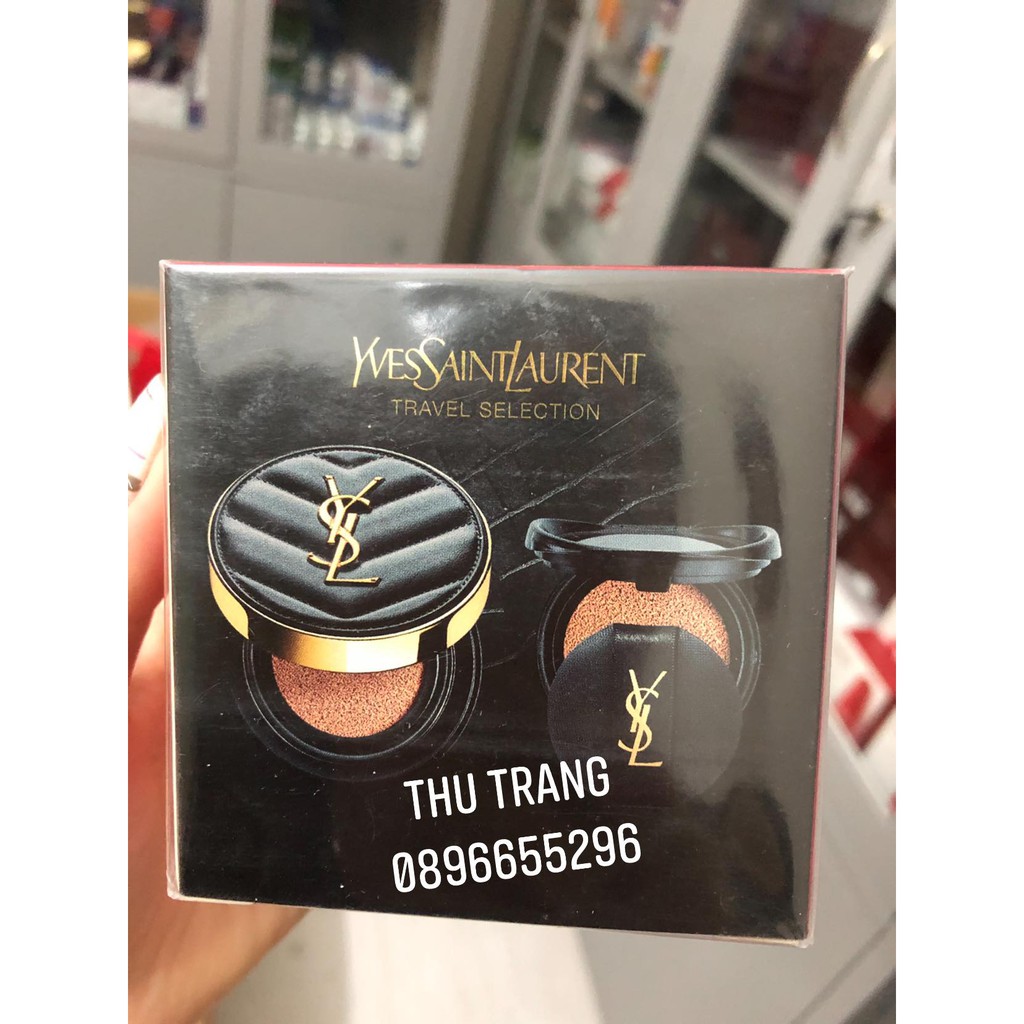 YVESSAINTLAURENT
TRAVEL SELECTION
YSL
YSL
THU TRANG
0896655296